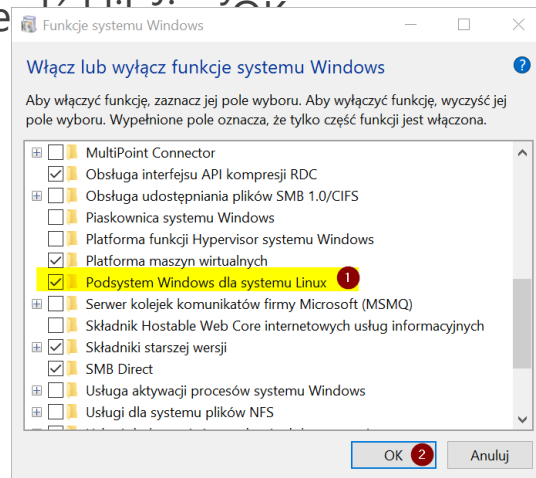 Funkcje systemu Windows
Włącz lub wyłącz funkcje systemu Windows
Aby włączyć funkcję, zaznacz jej pole wyboru. Aby wyłączyć funkcję, wyczyść jej
pole wyboru. Wypełnione pole oznacza, że tylko część funkcji jest włączona.
MultiPoint Connector
Obsługa interfejsu API kompresji RDC
Obsługa udostępniania plików SMB 1.0/CIFS
Piaskownica systemu Windows
Platforma funkcji Hypervisor systemu Windows
Platforma maszyn wirtualnych
Podsystem Windows dla systemu Linux 1
Serwer kolejek komunikatów firmy Microsoft (MSMQ)
Składnik Hostable Web Core internetowych usług informacyjnych
Składniki starszej wersji
SMB Direct
Usługa aktywacji procesów systemu Windows
Usługi dla systemu plików NFS
OK 2 Anuluj